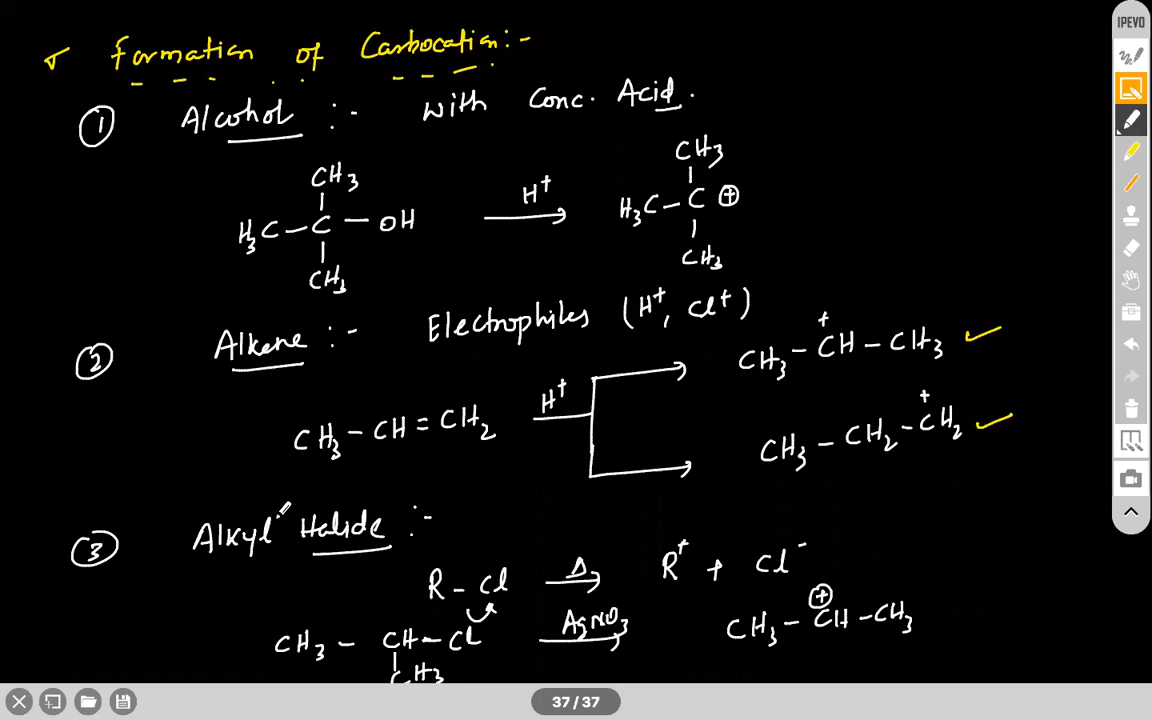 Formation of Carbocation:-
① Alcohol :- with Conc. Acid.
CH3
H3C-C-OH
CH3
H+
CH3
H3C-C⊕
CH3
② Alkene :- Electrophiles (H+, Cl+)
CH3-CH=CH2
H+
CH3-C+H-CH3 ✓
CH3-CH2-C+H2 ✓
③ Alkyl Halide :-
R-Cl Δ→ R+ + Cl-
CH3-CH-Cl AgNO3→ CH3-⊕CH-CH3
CH3
IPEVO
37/37